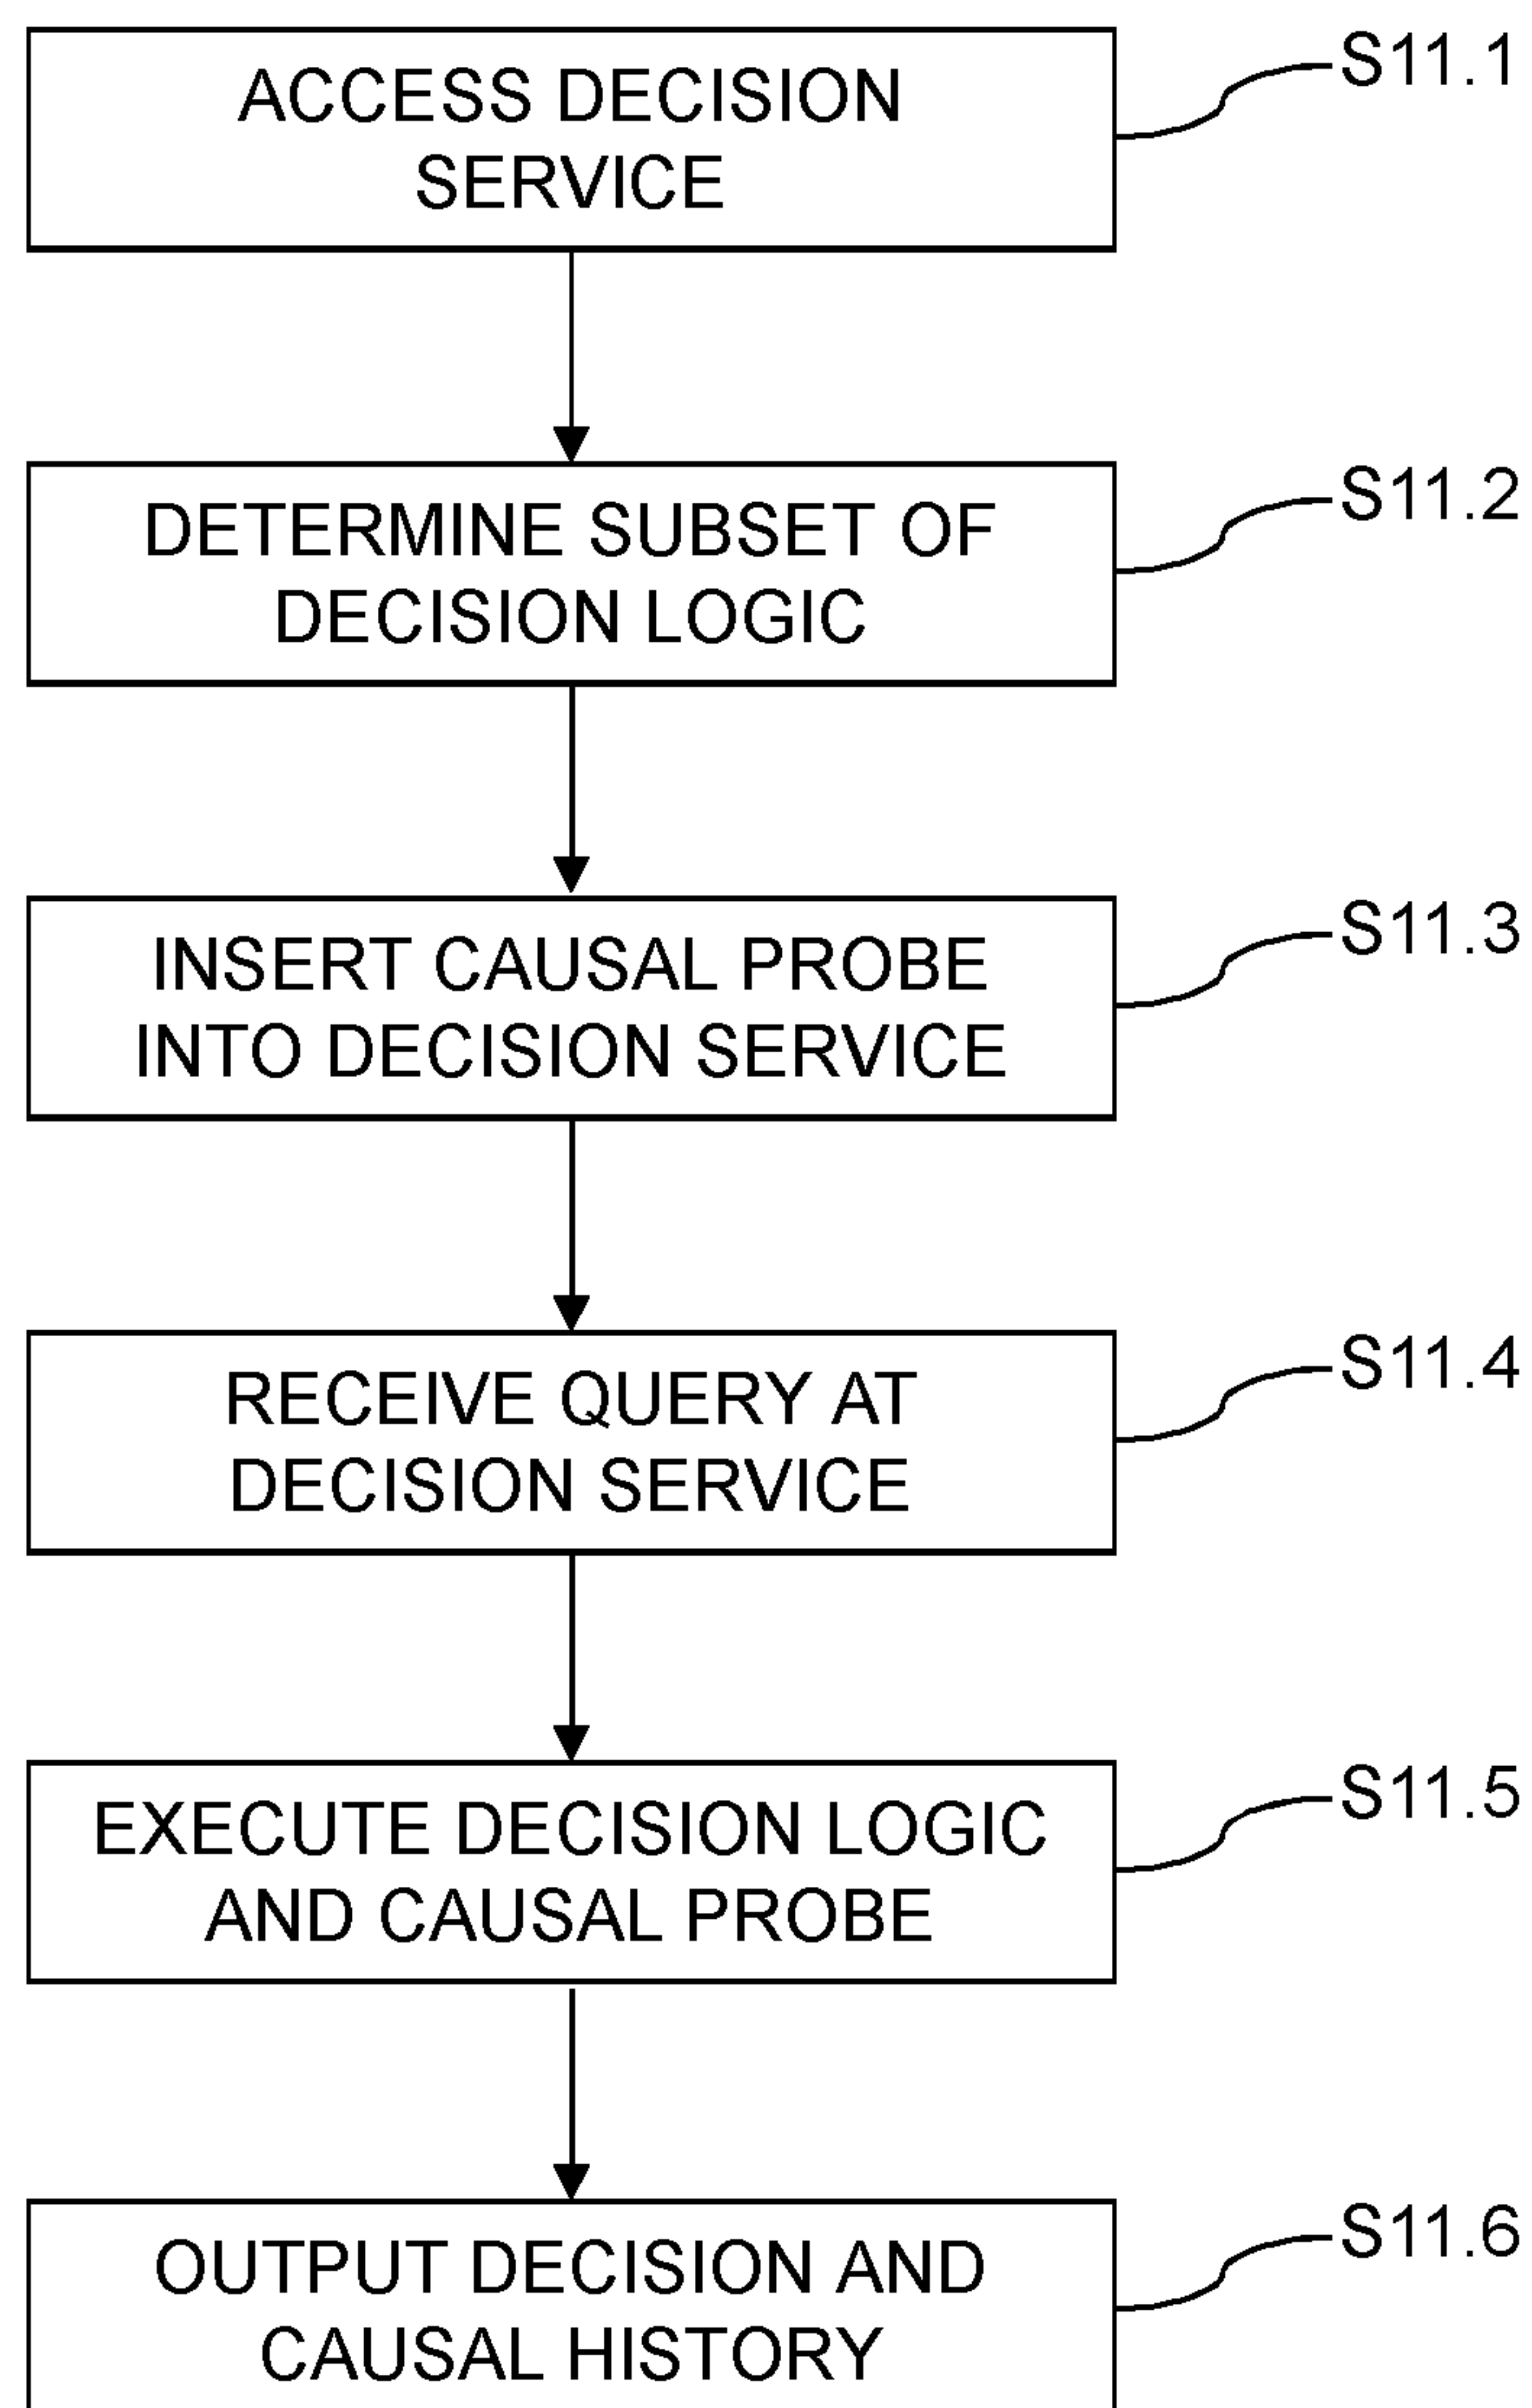 ACCESS DECISION
SERVICE
S11.1
DETERMINE SUBSET OF
DECISION LOGIC
S11.2
INSERT CAUSAL PROBE
INTO DECISION SERVICE
S11.3
RECEIVE QUERY AT
DECISION SERVICE
S11.4
EXECUTE DECISION LOGIC
AND CAUSAL PROBE
S11.5
OUTPUT DECISION AND
CAUSAL HISTORY
S11.6